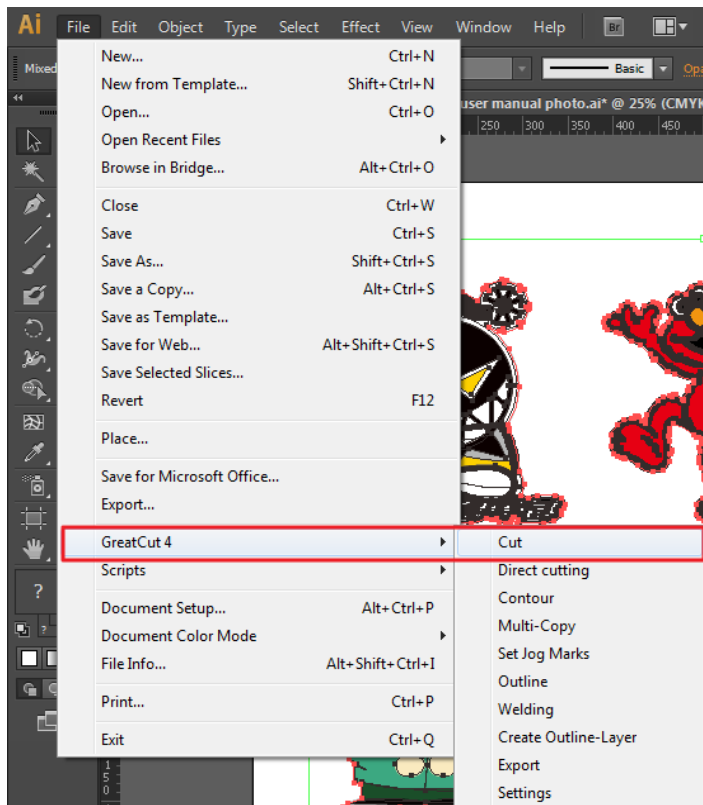 Ai File Edit Object Type Select Effect View Window Help Br
Mixed Basic Opa
user manual photo.ai* @ 25% (CMYK
250 300 350 400 450
New... Ctrl+N
New from Template... Shift+Ctrl+N
Open... Ctrl+O
Open Recent Files
Browse in Bridge... Alt+Ctrl+O
Close Ctrl+W
Save Ctrl+S
Save As... Shift+Ctrl+S
Save a Copy... Alt+Ctrl+S
Save as Template...
Save for Web... Alt+Shift+Ctrl+S
Save Selected Slices...
Revert F12
Place...
Save for Microsoft Office...
Export...
GreatCut 4
Scripts
Document Setup... Alt+Ctrl+P
Document Color Mode
File Info... Alt+Shift+Ctrl+I
Print... Ctrl+P
Exit Ctrl+Q
Cut
Direct cutting
Contour
Multi-Copy
Set Jog Marks
Outline
Welding
Create Outline-Layer
Export
Settings
?
?
1
5
0